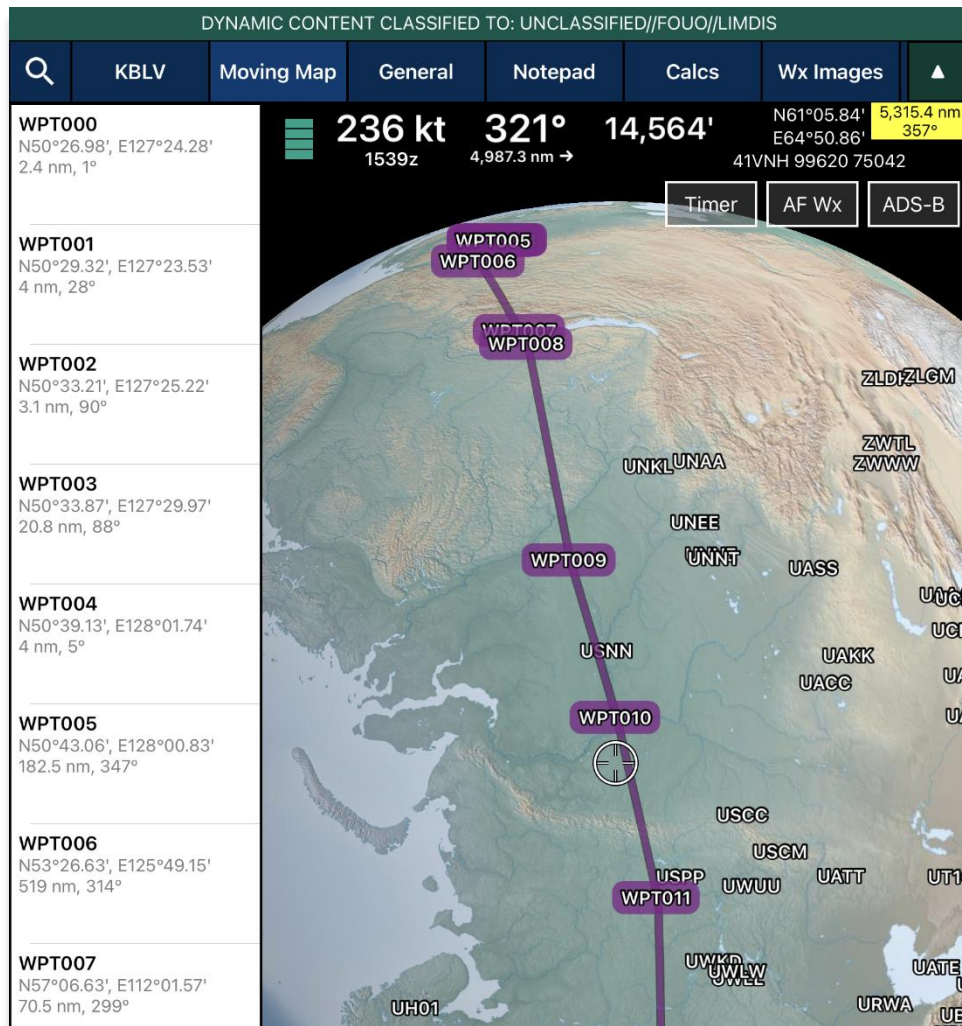 DYNAMIC CONTENT CLASSIFIED TO: UNCLASSIFIED//FOUO//LIMDIS
KBLV Moving Map General Notepad Calcs Wx Images
WPT000
N50°26.98', E127°24.28'
2.4 nm, 1°
WPT001
N50°29.32', E127°23.53'
4 nm, 28°
WPT002
N50°33.21', E127°25.22'
3.1 nm, 90°
WPT003
N50°33.87', E127°29.97'
20.8 nm, 88°
WPT004
N50°39.13', E128°01.74'
4 nm, 5°
WPT005
N50°43.06', E128°00.83'
182.5 nm, 347°
WPT006
N53°26.63', E125°49.15'
519 nm, 314°
WPT007
N57°06.63', E112°01.57'
70.5 nm, 299°
236 kt 321° 14,564'
1539z 4,987.3 nm →
N61°05.84'
E64°50.86'
41VNH 99620 75042
5,315.4 nm
357°
Timer AF Wx ADS-B
WPT005
WPT006
WPT007
WPT008
ZLGM
ZWTL
ZWWW
UNKL UNAA
UNEE
UNNT
WPT009
UASS
USNN
UAKK
UACC
WPT010
USCC
USCM
USPP
UWUU
UATT
WPT011
UWKD
UWLW
UATE
UH01
URWA